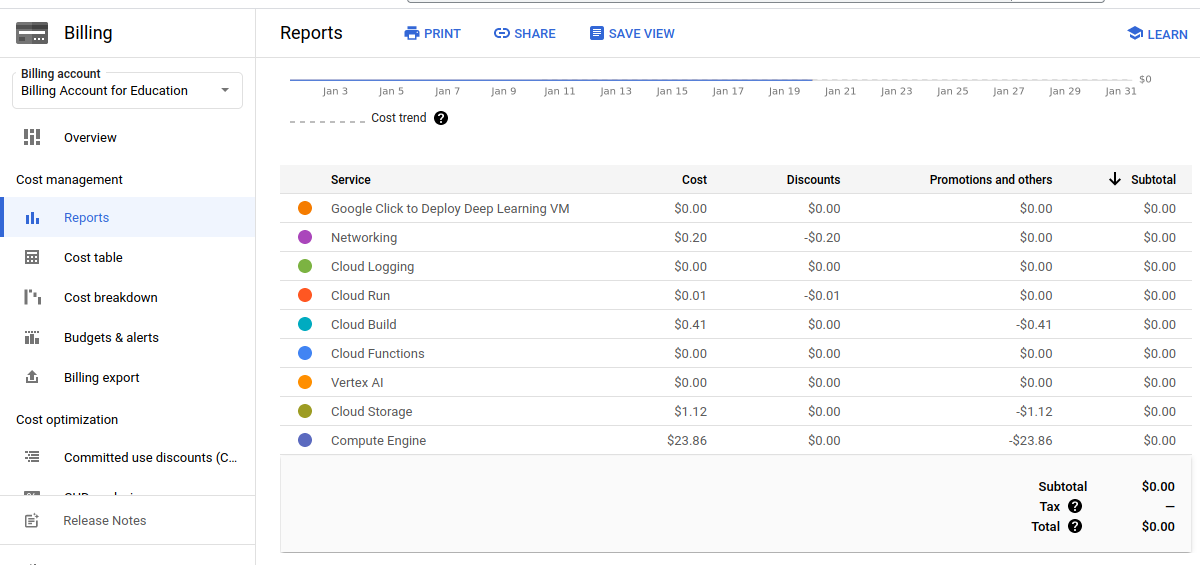 Billing
Reports
PRINT
SHARE
SAVE VIEW
LEARN
Billing account
Billing Account for Education
Overview
Cost management
Reports
Cost table
Cost breakdown
Budgets & alerts
Billing export
Cost optimization
Committed use discounts (C...
Release Notes
$0
Jan 3 Jan 5 Jan 7 Jan 9 Jan 11 Jan 13 Jan 15 Jan 17 Jan 19 Jan 21 Jan 23 Jan 25 Jan 27 Jan 29 Jan 31
Cost trend ?
Service Cost Discounts Promotions and others Subtotal
Google Click to Deploy Deep Learning VM $0.00 $0.00 $0.00 $0.00
Networking $0.20 -$0.20 $0.00 $0.00
Cloud Logging $0.00 $0.00 $0.00 $0.00
Cloud Run $0.01 -$0.01 $0.00 $0.00
Cloud Build $0.41 $0.00 -$0.41 $0.00
Cloud Functions $0.00 $0.00 $0.00 $0.00
Vertex AI $0.00 $0.00 $0.00 $0.00
Cloud Storage $1.12 $0.00 -$1.12 $0.00
Compute Engine $23.86 $0.00 -$23.86 $0.00
Subtotal $0.00
Tax ? —
Total ? $0.00